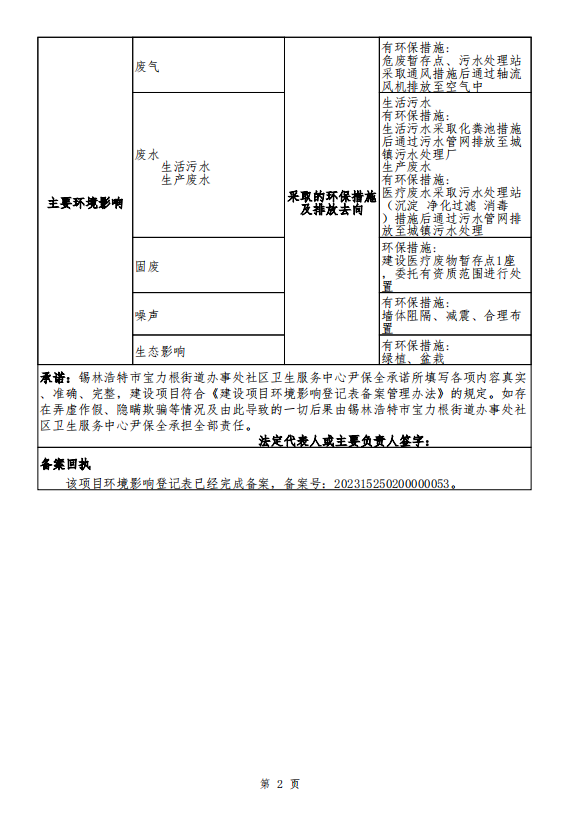 主要环境影响
废气
采取的环保措施
及排放去向
有环保措施:
危废暂存点、污水处理站
采取通风措施后通过轴流
风机排放至空气中
废水
生活污水
生产废水
生活污水
有环保措施:
生活污水采取化粪池措施
后通过污水管网排放至城
镇污水处理厂
生产废水
有环保措施:
医疗废水采取污水处理站
（沉淀 净化过滤 消毒
）措施后通过污水管网排
放至城镇污水处理
固废
环保措施:
建设医疗废物暂存点1座
，委托有资质范围进行处
置
噪声
有环保措施:
墙体阻隔、减震、合理布
置
生态影响
有环保措施:
绿植、盆栽
承诺：锡林浩特市宝力根街道办事处社区卫生服务中心尹保全承诺所填写各项内容真实
、准确、完整，建设项目符合《建设项目环境影响登记表备案管理办法》的规定。如存
在弄虚作假、隐瞒欺骗等情况及由此导致的一切后果由锡林浩特市宝力根街道办事处社
区卫生服务中心尹保全承担全部责任。
法定代表人或主要负责人签字：
备案回执
该项目环境影响登记表已经完成备案，备案号：202315250200000053。
第 2 页